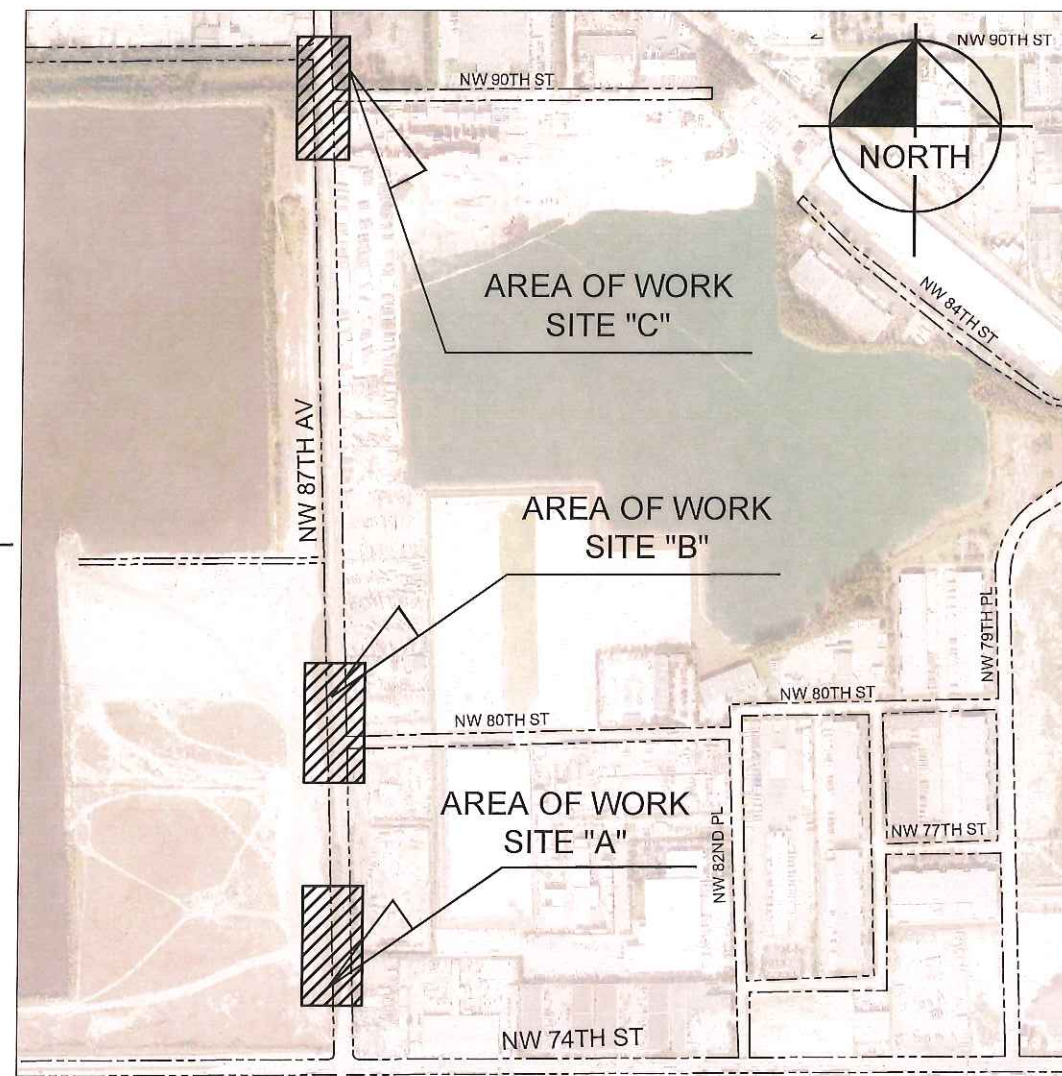 NW 90TH ST
NW 90TH ST
NORTH
NW 84TH ST
AREA OF WORK
SITE "C"
NW 87TH AV
AREA OF WORK
SITE "B"
NW 79TH PL
NW 80TH ST
NW 80TH ST
AREA OF WORK
SITE "A"
NW 82ND PL
NW 77TH ST
NW 74TH ST